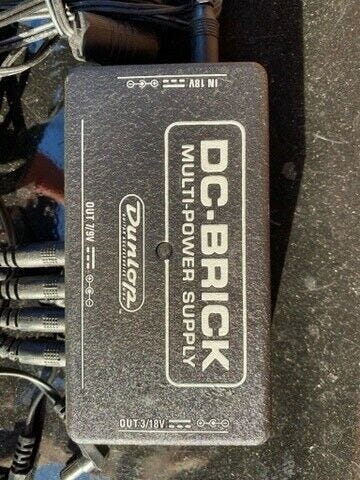 IN 18V
DC-BRICK
MULTI-POWER SUPPLY
Dunlop
OUT 7/9V
OUT 3/18V